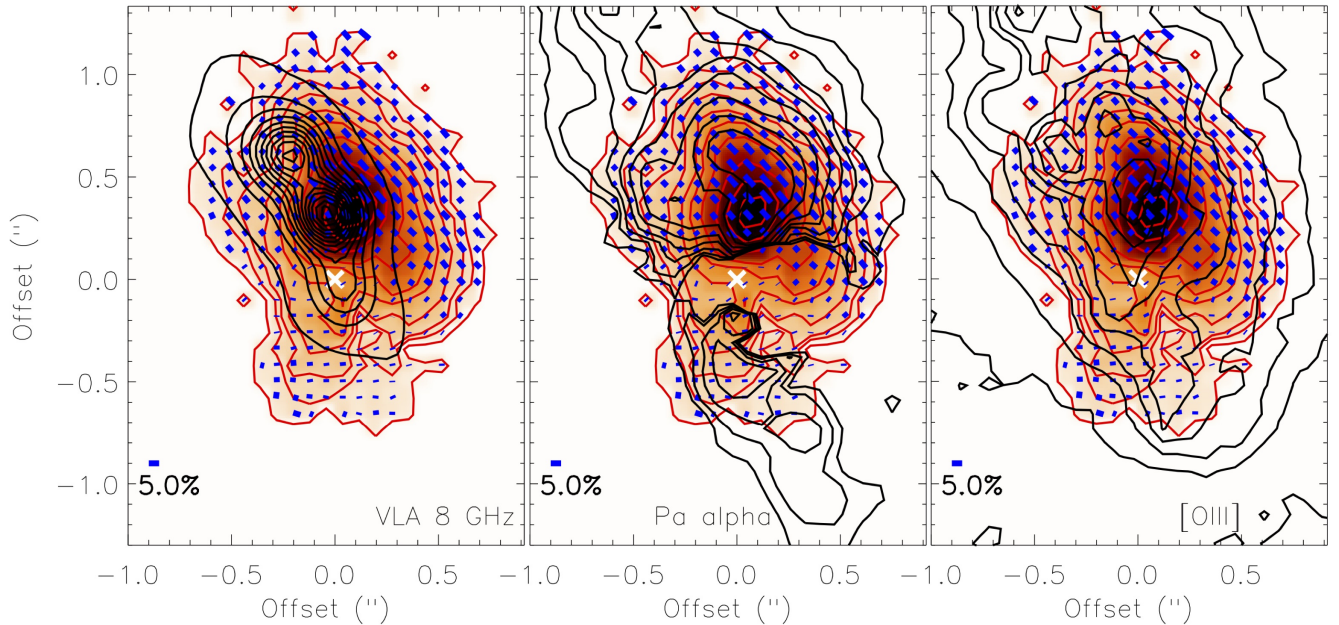 Offset (")
1.0
0.5
0.0
−0.5
−1.0
5.0%
VLA 8 GHz
5.0%
Pa alpha
5.0%
[OIII]
−1.0 −0.5 0.0 0.5 −1.0 −0.5 0.0 0.5 −1.0 −0.5 0.0 0.5
Offset (") Offset (") Offset (")